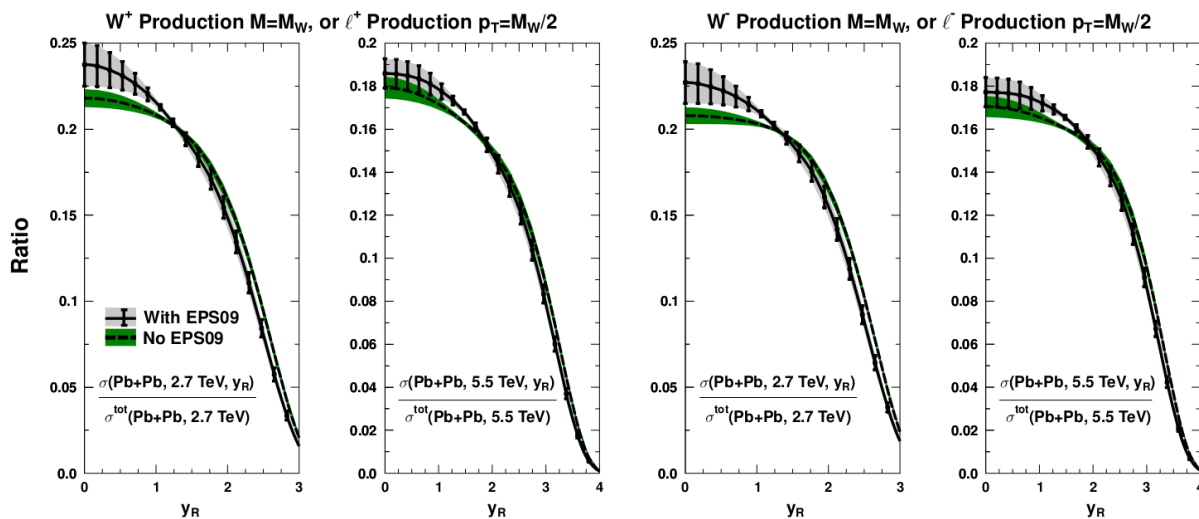 W⁺ Production M=M_W, or ℓ⁺ Production p_T=M_W/2
W⁻ Production M=M_W, or ℓ⁻ Production p_T=M_W/2
Ratio
0.25
0.2
0.15
0.1
0.05
0.0
0 1 2 3
y_R
With EPS09
No EPS09
σ(Pb+Pb, 2.7 TeV, y_R)
σ^tot(Pb+Pb, 2.7 TeV)
0.2
0.18
0.16
0.14
0.12
0.1
0.08
0.06
0.04
0.02
0.0
0 1 2 3 4
y_R
σ(Pb+Pb, 5.5 TeV, y_R)
σ^tot(Pb+Pb, 5.5 TeV)
0.25
0.2
0.15
0.1
0.05
0.0
0 1 2 3
y_R
σ(Pb+Pb, 2.7 TeV, y_R)
σ^tot(Pb+Pb, 2.7 TeV)
0.2
0.18
0.16
0.14
0.12
0.1
0.08
0.06
0.04
0.02
0.0
0 1 2 3 4
y_R
σ(Pb+Pb, 5.5 TeV, y_R)
σ^tot(Pb+Pb, 5.5 TeV)